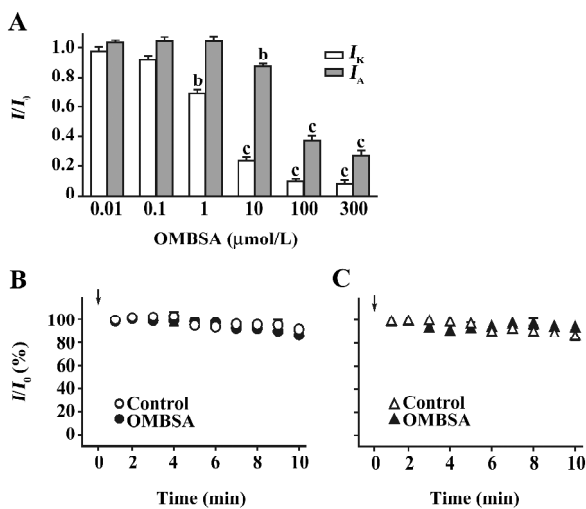 A
1.0
0.8
0.6
0.4
0.2
0
I/I₀
b
b
c
c
c
c
c
I_K
I_A
0.01 0.1 1 10 100 300
OMBSA (μmol/L)
B
100
80
60
40
20
0
I/I₀ (%)
Control
OMBSA
0 2 4 6 8 10
Time (min)
C
Control
OMBSA
0 2 4 6 8 10
Time (min)